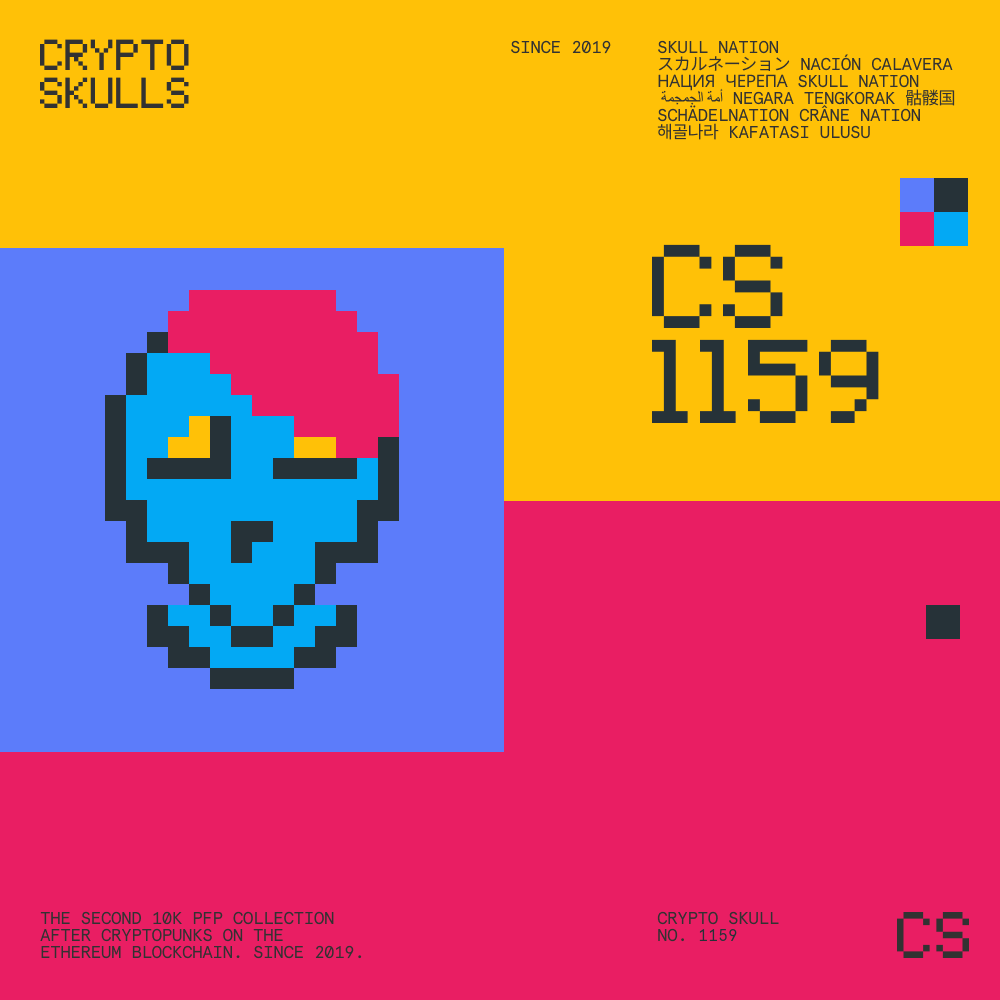 CRYPTO
SKULLS
SINCE 2019
SKULL NATION
スカルネーション NACIÓN CALAVERA
НАЦИЯ ЧЕРЕПА SKULL NATION
أمة الجمجمة NEGARA TENGKORAK 骷髅国
SCHÄDELNATION CRÂNE NATION
해골나라 KAFATASI ULUSU
CS
1159
THE SECOND 10K PFP COLLECTION
AFTER CRYPTOPUNKS ON THE
ETHEREUM BLOCKCHAIN. SINCE 2019.
CRYPTO SKULL
NO. 1159
CS